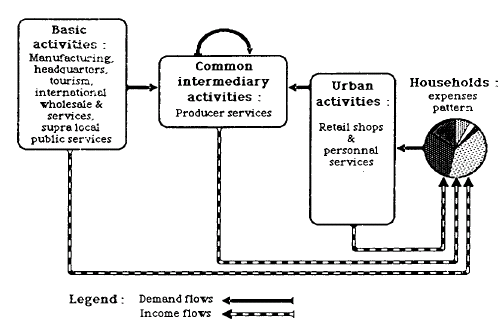 Basic
activities :
Manufacturing,
headquarters,
tourism,
international
wholesale &
services,
supra local
public services
Common
intermediary
activities :
Producer services
Urban
activities :
Retail shops
&
personnal
services
Households :
expenses
pattern
Legend : Demand flows
Income flows